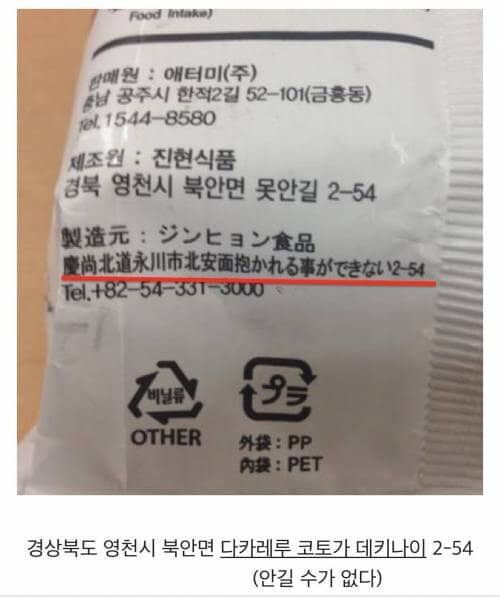 Food Intake)
판매원 : 애터미(주)
충남 공주시 한적2길 52-101(금흥동)
Tel.1544-8580
제조원 : 진현식품
경북 영천시 북안면 못안길 2-54
製造元 : ジンヒョン食品
慶尚北道永川市北安面抱かれる事ができない2-54
Tel.+82-54-331-3000
비닐류
OTHER
プラ
外袋 : PP
内袋 : PET
경상북도 영천시 북안면 다카레루 코토가 데키나이 2-54
(안길 수가 없다)